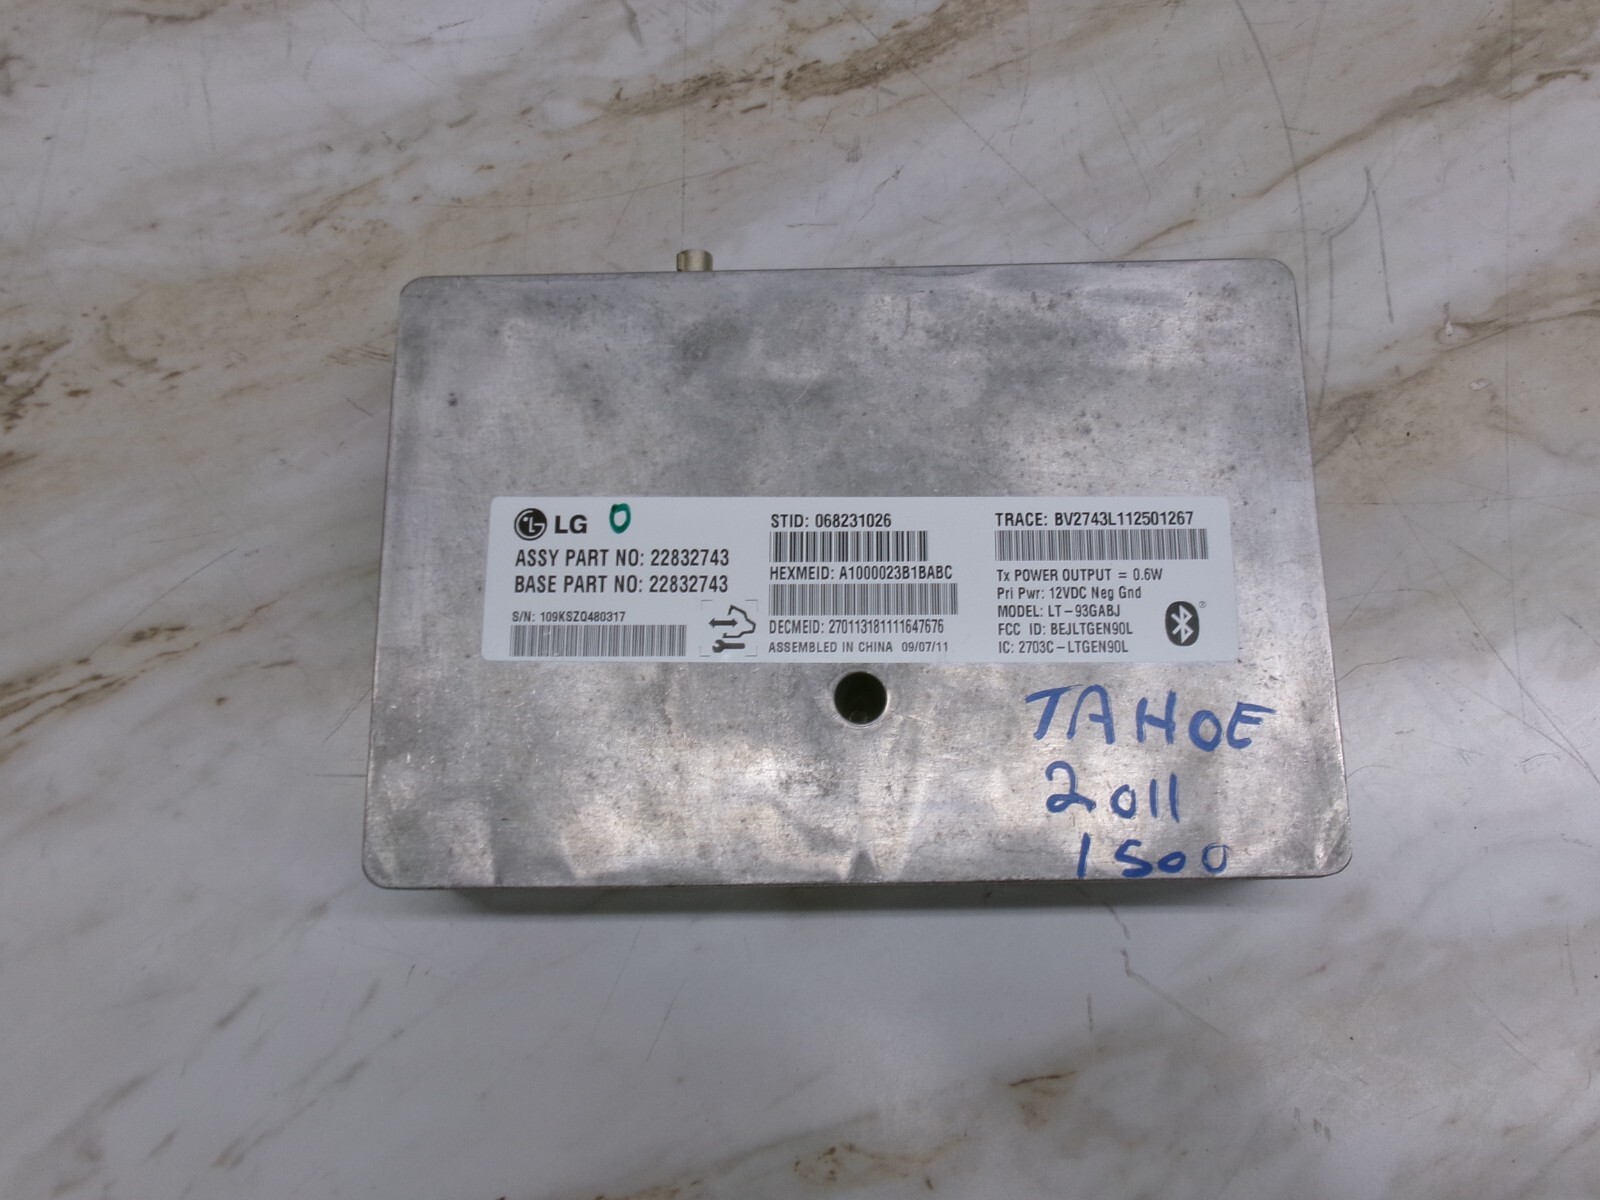 LG O
ASSY PART NO: 22832743
BASE PART NO: 22832743
S/N: 109KSZQ480317
STID: 068231026
HEXMEID: A1000023B1BABC
DECMEID: 270113181111647676
ASSEMBLED IN CHINA 09/07/11
TRACE: BV2743L112501267
Tx POWER OUTPUT = 0.6W
Pri Pwr: 12VDC Neg Gnd
MODEL: LT-93GABJ
FCC ID: BEJLTGEN90L
IC: 2703C-LTGEN90L
TAHOE
2011
1500